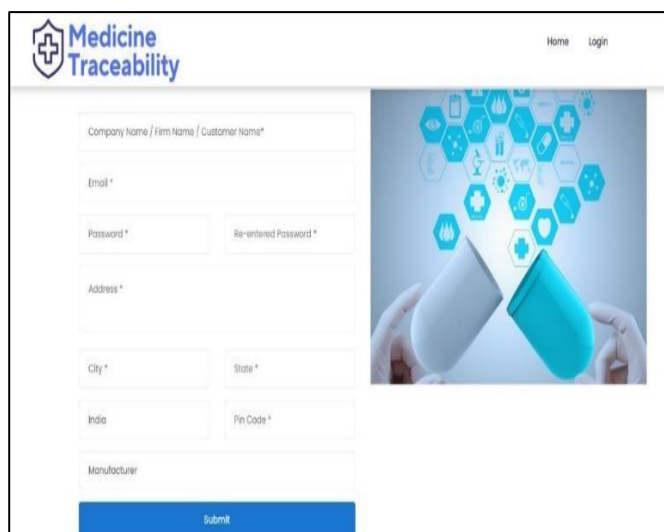 Medicine
Traceability
Home Login
Company Name / Firm Name / Customer Name*
Email *
Password * Re-entered Password *
Address *
City * State *
India Pin Code *
Manufacturer
Submit